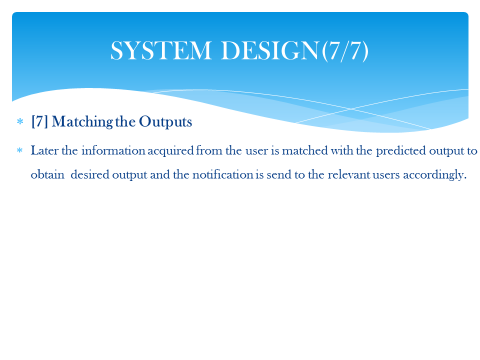 SYSTEM DESIGN(7/7)
* [7] Matching the Outputs
* Later the information acquired from the user is matched with the predicted output to
obtain desired output and the notification is send to the relevant users accordingly.